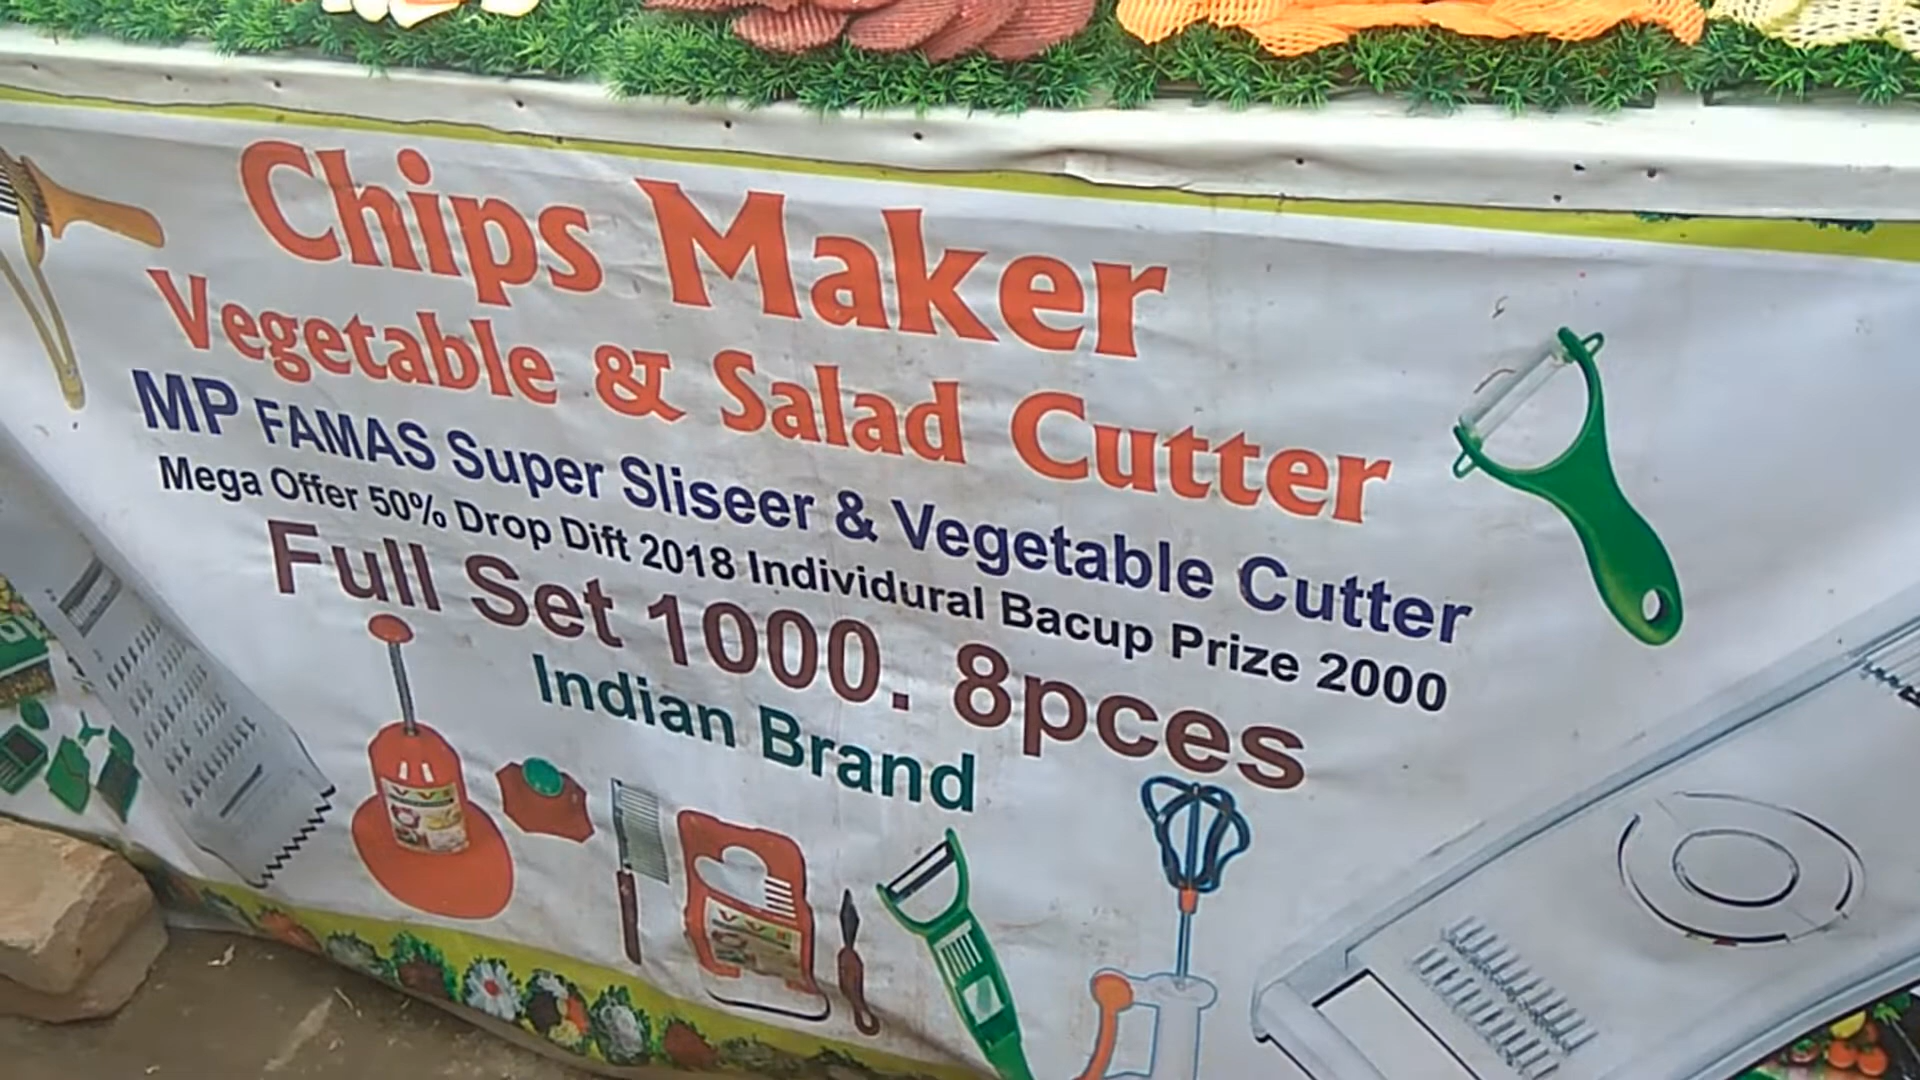 Chips Maker
Vegetable & Salad Cutter
MP FAMAS Super Sliseer & Vegetable Cutter
Mega Offer 50% Drop Dift 2018 Individural Bacup Prize 2000
Full Set 1000. 8pces
Indian Brand